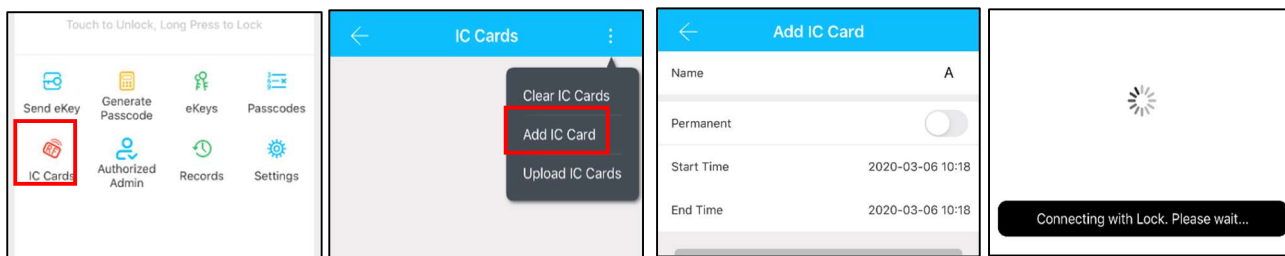 Touch to Unlock, Long Press to Lock
Send eKey
Generate
Passcode
eKeys
Passcodes
RF
IC Cards
Authorized
Admin
Records
Settings
IC Cards
Clear IC Cards
Add IC Card
Upload IC Cards
Add IC Card
Name A
Permanent
Start Time 2020-03-06 10:18
End Time 2020-03-06 10:18
Connecting with Lock. Please wait...